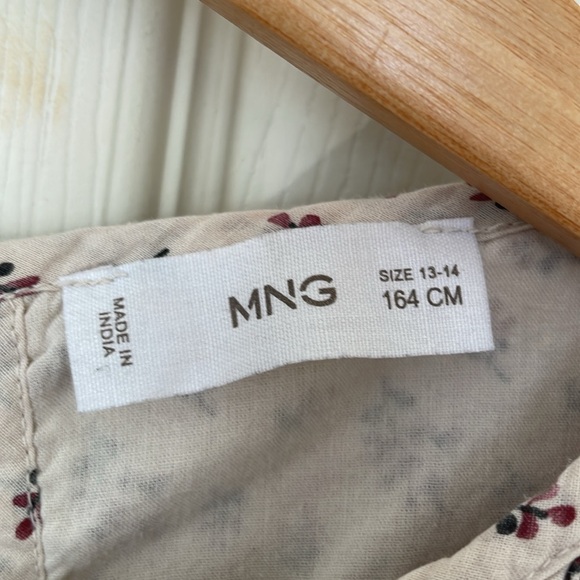 MADE IN
INDIA
MNG
SIZE 13-14
164 CM